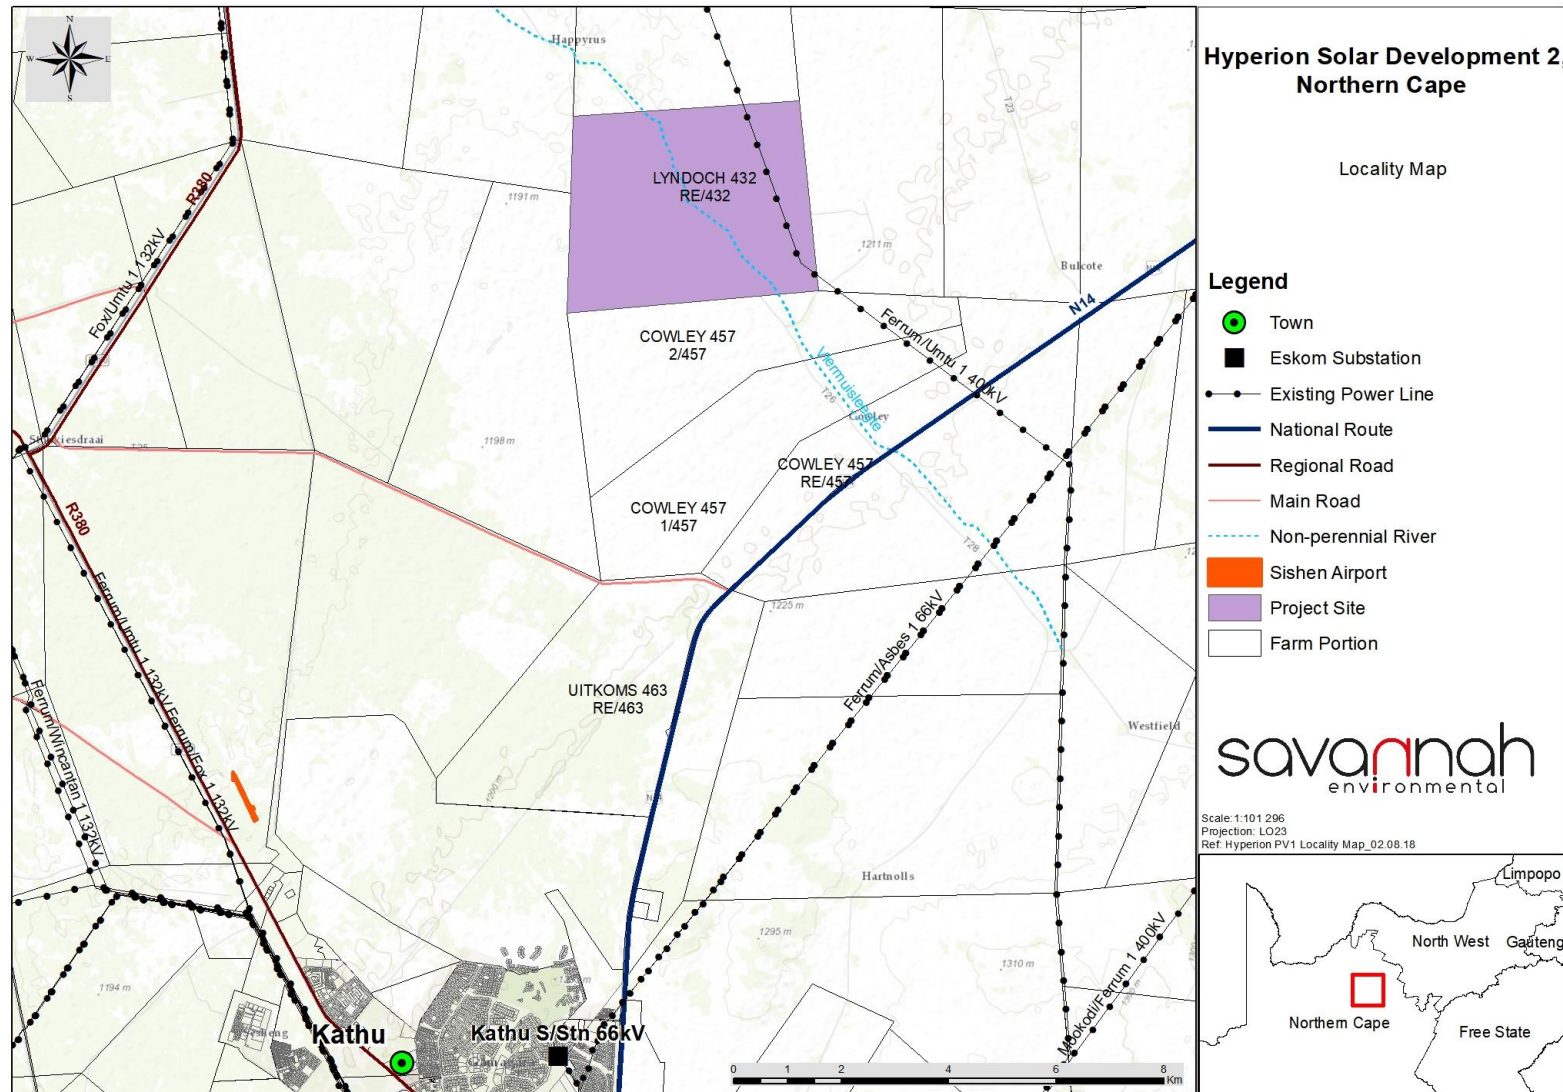 Hyperion Solar Development 2,
Northern Cape
Locality Map
Legend
Town
Eskom Substation
Existing Power Line
National Route
Regional Road
Main Road
Non-perennial River
Sishen Airport
Project Site
Farm Portion
savannah
environmental
Scale:1:101 296
Projection: LO23
Ref: Hyperion PV1 Locality Map_02.08.18
Limpopo
North West
Gauteng
Northern Cape
Free State
N
W
E
S
Happyrus
T23
LYNDOCH 432
RE/432
R380
1191 m
1211 m
Bulcote
Fox/Umtu 1 132kV
N14
COWLEY 457
2/457
Ferrum/Umtu 1 400kV
Vlermuisleegte
T26
Cowley
T25
1198 m
COWLEY 457
RE/457
COWLEY 457
1/457
R380
T28
1225 m
Ferrum/Asbes 1 66kV
Ferrum/Umtu 1 132kV
Ferrum/Fox 1 132kV
Ferrum/Wincantan 1 132kV
UITKOMS 463
RE/463
Westfield
1200 m
Hartnolls
1295 m
1310 m
1194 m
Mookodi/Ferrum 1 400kV
Kathu
Kathu S/Stn 66kV
0 1 2 4 6 8
Km